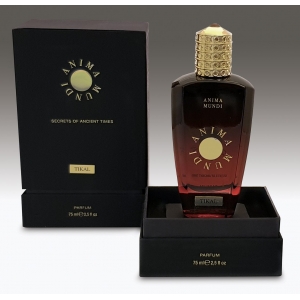 ANIMA MUNDI
SECRETS OF ANCIENT TIMES
TIKAL
PARFUM
75 ml ℮ 2,5 fl oz
ANIMA
MUNDI
ANIMA MUNDI
TIKAL
PARFUM
75 ml ℮ 2,5 fl oz